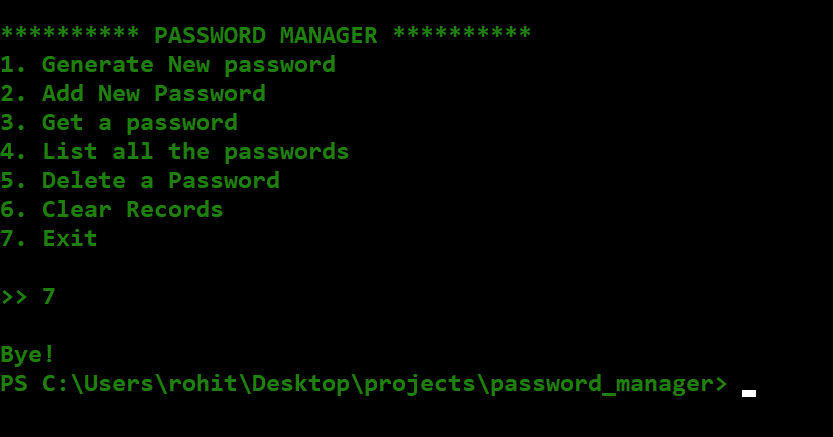 ********** PASSWORD MANAGER **********
1. Generate New password
2. Add New Password
3. Get a password
4. List all the passwords
5. Delete a Password
6. Clear Records
7. Exit
>> 7
Bye!
PS C:\Users\rohit\Desktop\projects\password_manager>